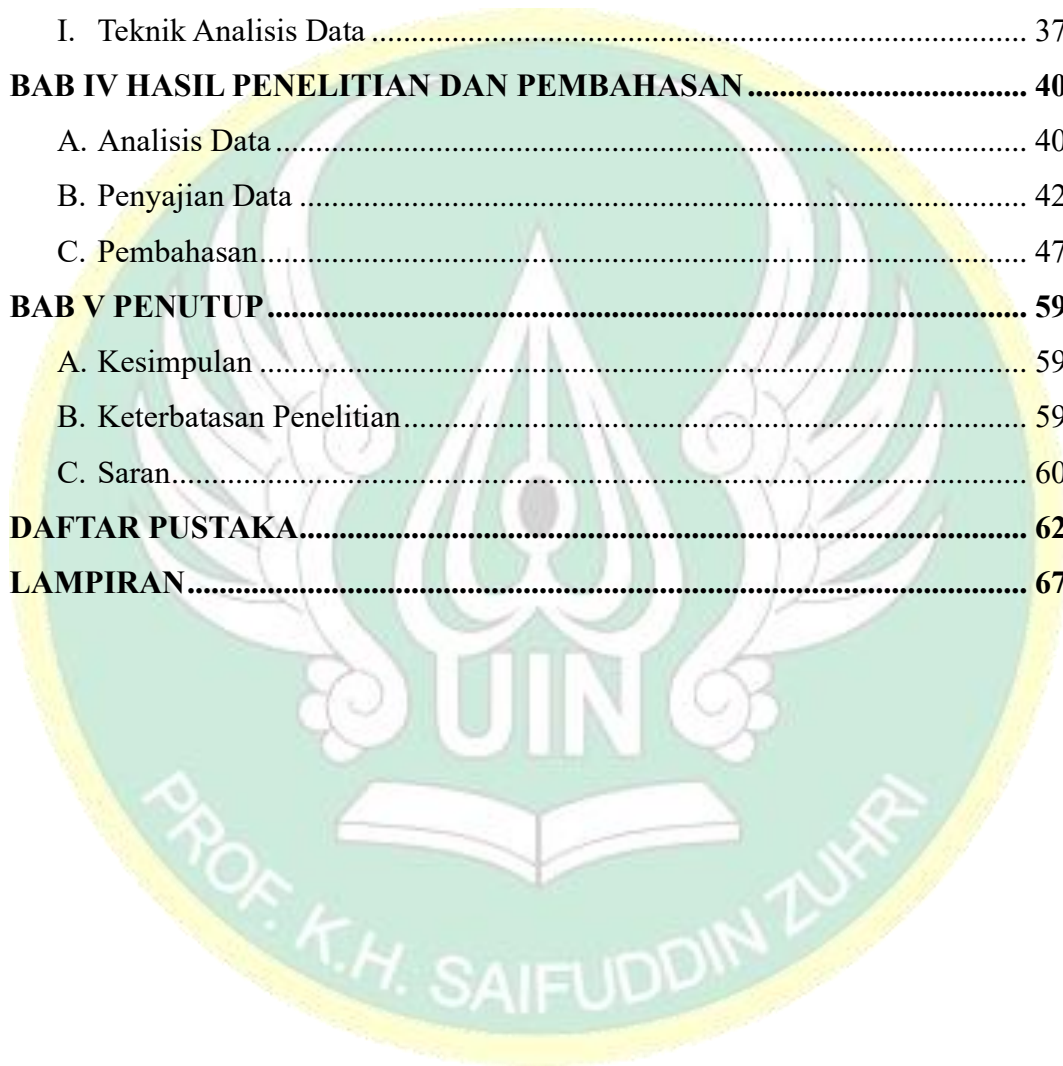 I. Teknik Analisis Data ........................................................................ 37
BAB IV HASIL PENELITIAN DAN PEMBAHASAN .................................. 40
A. Analisis Data ........................................................................ 40
B. Penyajian Data ........................................................................ 42
C. Pembahasan ........................................................................ 47
BAB V PENUTUP ........................................................................ 59
A. Kesimpulan ........................................................................ 59
B. Keterbatasan Penelitian ........................................................................ 59
C. Saran ........................................................................ 60
DAFTAR PUSTAKA ........................................................................ 62
LAMPIRAN ........................................................................ 67
UIN
PROF. K.H. SAIFUDDIN ZUHRI